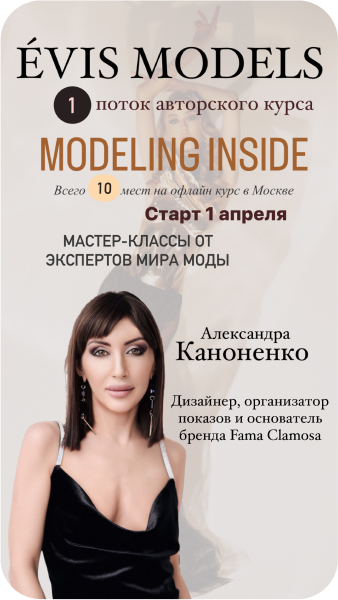 ÉVIS MODELS
1 поток авторского курса
MODELING INSIDE
Всего 10 мест на офлайн курс в Москве
Старт 1 апреля
МАСТЕР-КЛАССЫ ОТ
ЭКСПЕРТОВ МИРА МОДЫ
Александра
Каноненко
Дизайнер, организатор
показов и основатель
бренда Fama Clamosa